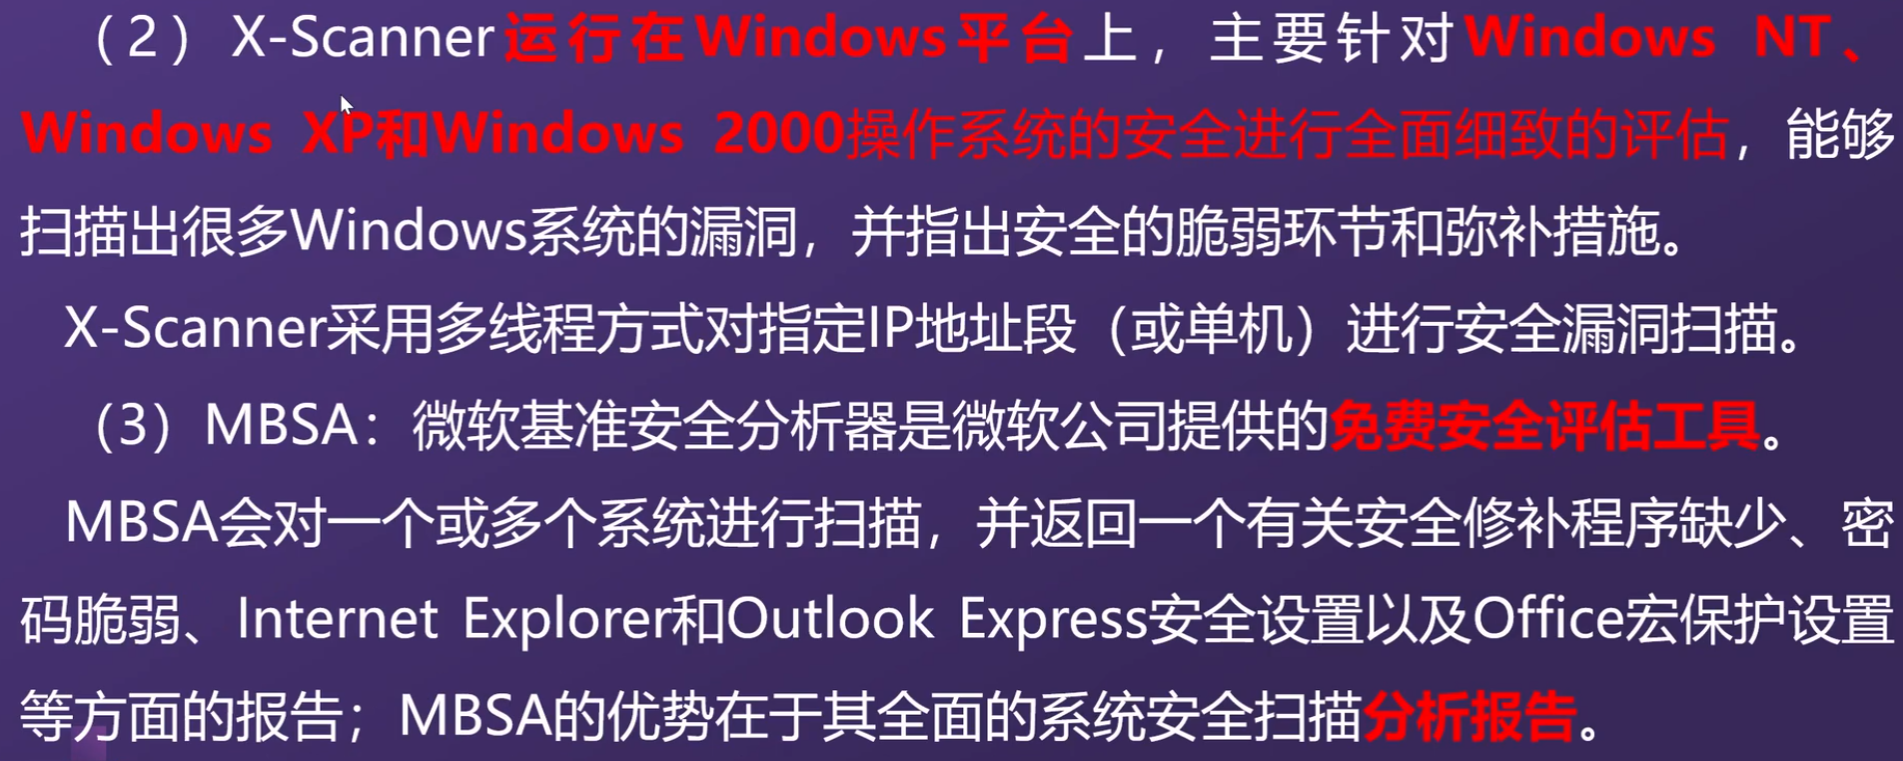 （2）X-Scanner运行在Windows平台上，主要针对Windows NT、
Windows XP和Windows 2000操作系统的安全进行全面细致的评估，能够
扫描出很多Windows系统的漏洞，并指出安全的脆弱环节和弥补措施。
X-Scanner采用多线程方式对指定IP地址段（或单机）进行安全漏洞扫描。
（3）MBSA：微软基准安全分析器是微软公司提供的免费安全评估工具。
MBSA会对一个或多个系统进行扫描，并返回一个有关安全修补程序缺少、密
码脆弱、Internet Explorer和Outlook Express安全设置以及Office宏保护设置
等方面的报告；MBSA的优势在于其全面的系统安全扫描分析报告。